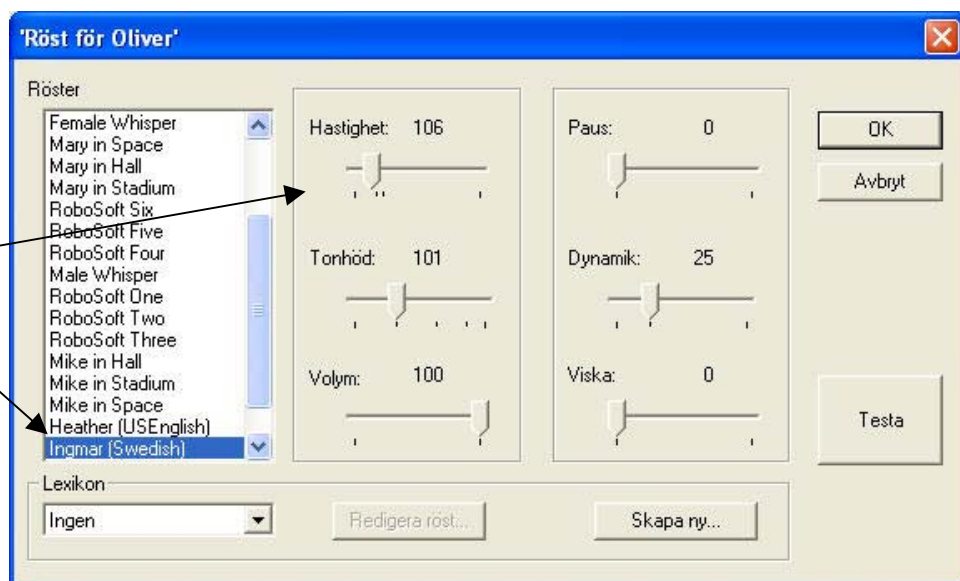 'Röst för Oliver'
Röster
Female Whisper
Mary in Space
Mary in Hall
Mary in Stadium
RoboSoft Six
RoboSoft Five
RoboSoft Four
Male Whisper
RoboSoft One
RoboSoft Two
RoboSoft Three
Mike in Hall
Mike in Stadium
Mike in Space
Heather (USEnglish)
Ingmar (Swedish)
Hastighet: 106
Tonhöd: 101
Volym: 100
Paus: 0
Dynamik: 25
Viska: 0
OK
Avbryt
Testa
Lexikon
Ingen
Redigera röst...
Skapa ny...